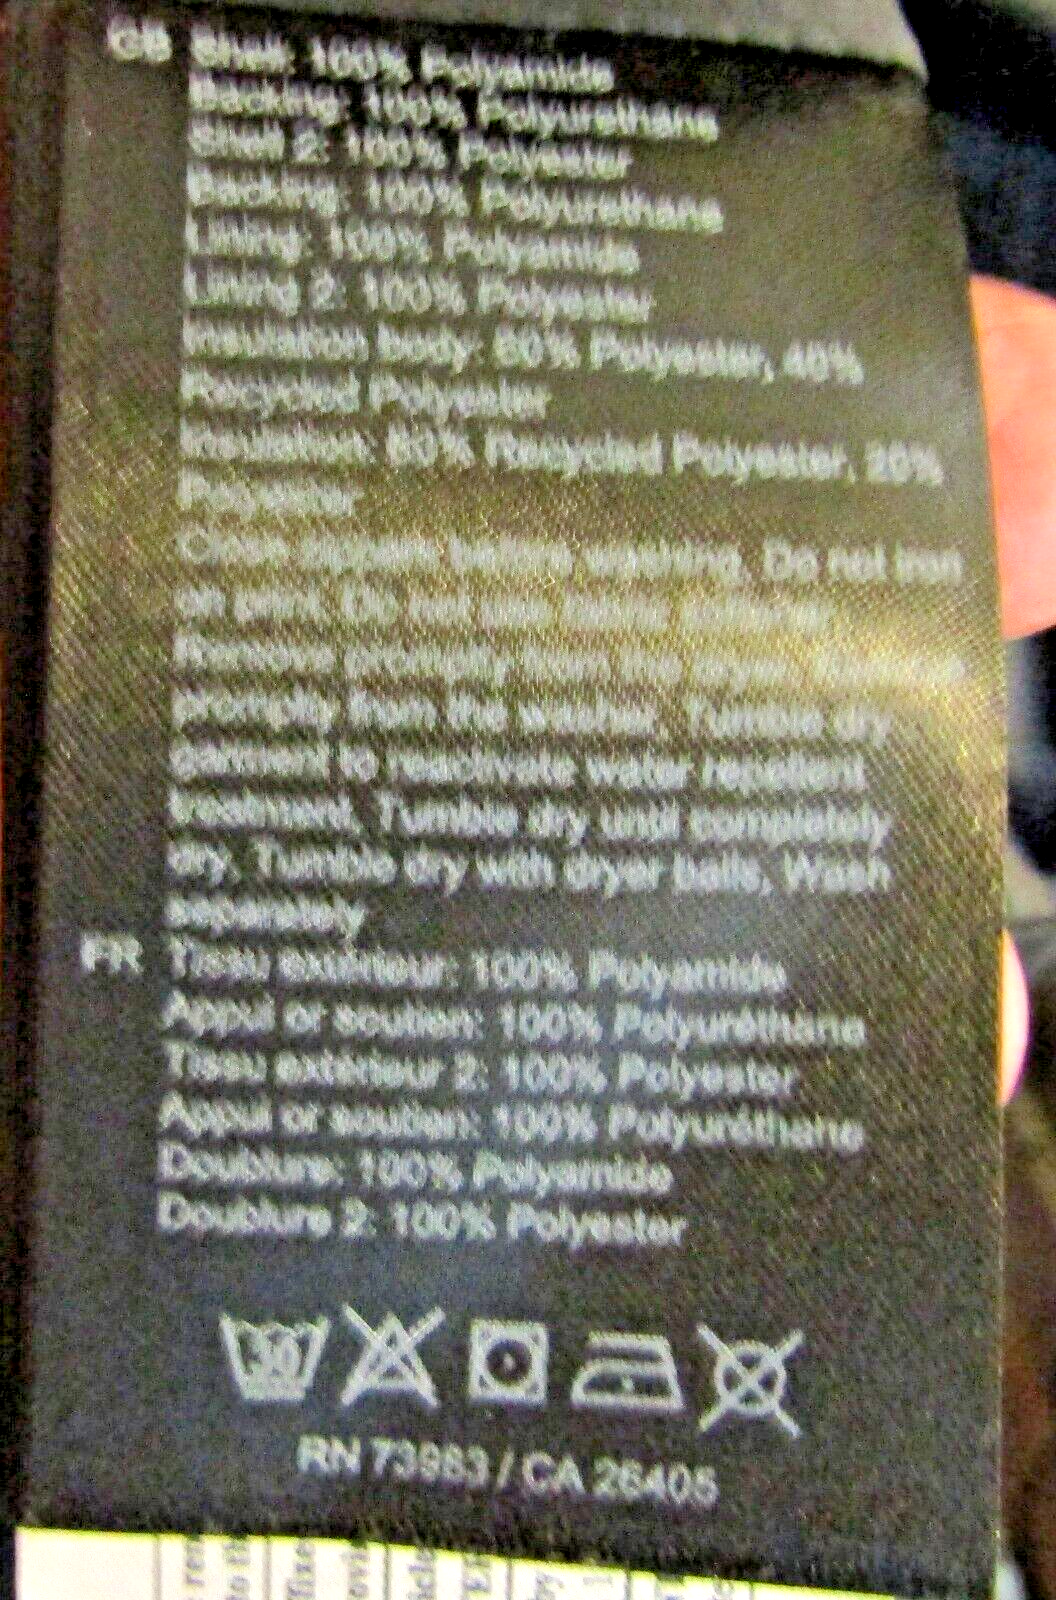 GB Shell: 100% Polyamide
Backing: 100% Polyurethane
Shell 2: 100% Polyester
Backing: 100% Polyurethane
Lining: 100% Polyamide
Lining 2: 100% Polyester
Insulation body: 60% Polyester, 40%
Recycled Polyester
Insulation: 80% Recycled Polyester, 20%
Polyester
Close zippers before washing, Do not iron
on print, Do not use fabric softener,
Remove promptly from the dryer, Remove
promptly from the washer, Tumble dry
garment to reactivate water repellent
treatment, Tumble dry until completely
dry, Tumble dry with dryer balls, Wash
separately
FR Tissu extérieur: 100% Polyamide
Appui or soutien: 100% Polyuréthane
Tissu extérieur 2: 100% Polyester
Appui or soutien: 100% Polyuréthane
Doublure: 100% Polyamide
Doublure 2: 100% Polyester
30
RN 73983 / CA 26405